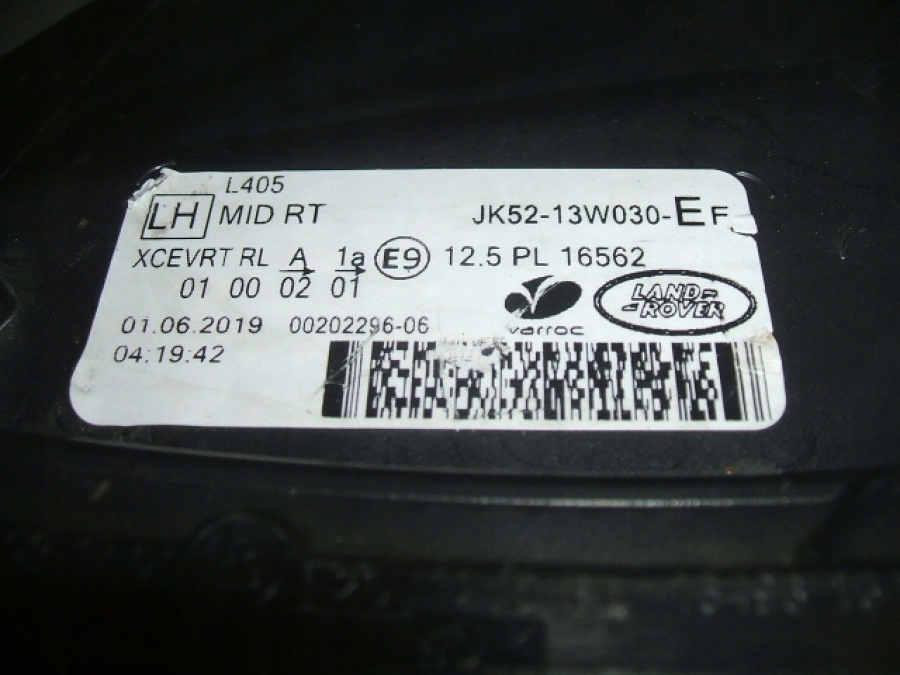 L405
LH MID RT JK52-13W030-EF
XCEVRT RL A 1a E9 12.5 PL 16562
01 00 02 01
varroc LAND-
ROVER
01.06.2019 00202296-06
04:19:42